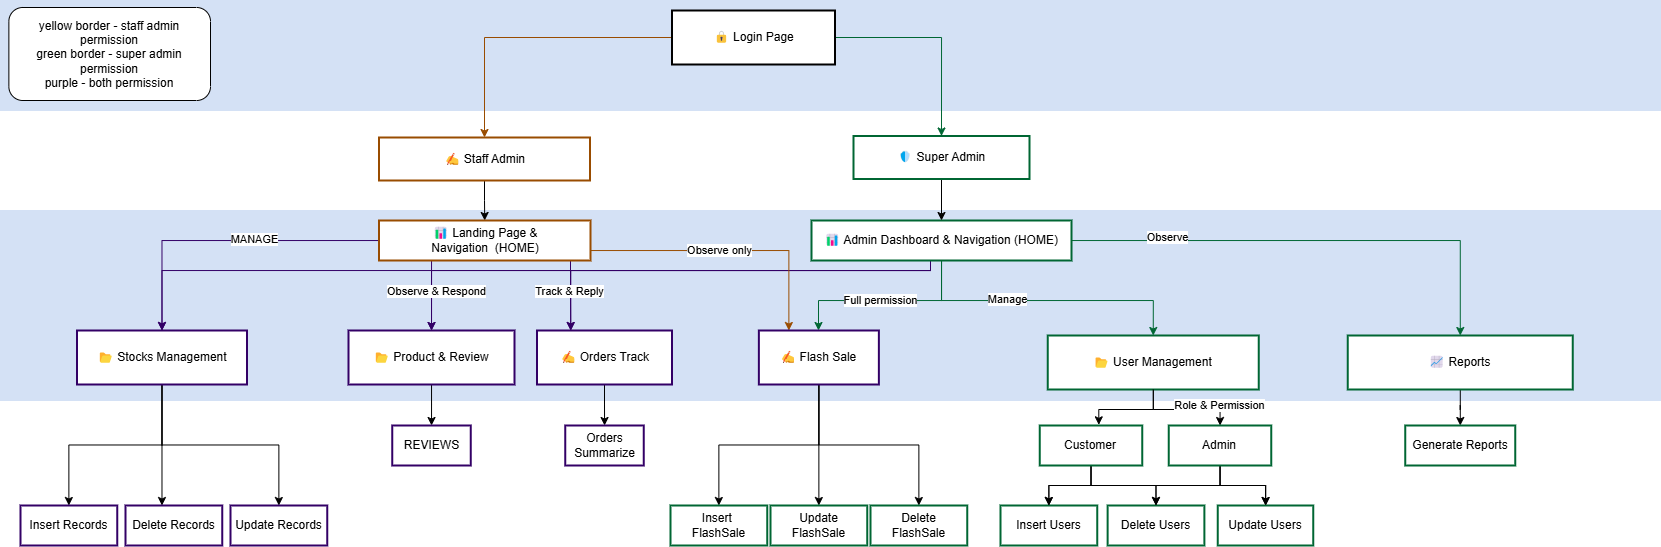 yellow border - staff admin
permission
green border - super admin
permission
purple - both permission
Login Page
Staff Admin
Super Admin
Landing Page &
Navigation (HOME)
Admin Dashboard & Navigation (HOME)
MANAGE
Observe only
Observe
Observe & Respond
Track & Reply
Full permission
Manage
Stocks Management
Product & Review
Orders Track
Flash Sale
User Management
Reports
Role & Permission
REVIEWS
Orders
Summarize
Customer
Admin
Generate Reports
Insert Records
Delete Records
Update Records
Insert
FlashSale
Update
FlashSale
Delete
FlashSale
Insert Users
Delete Users
Update Users